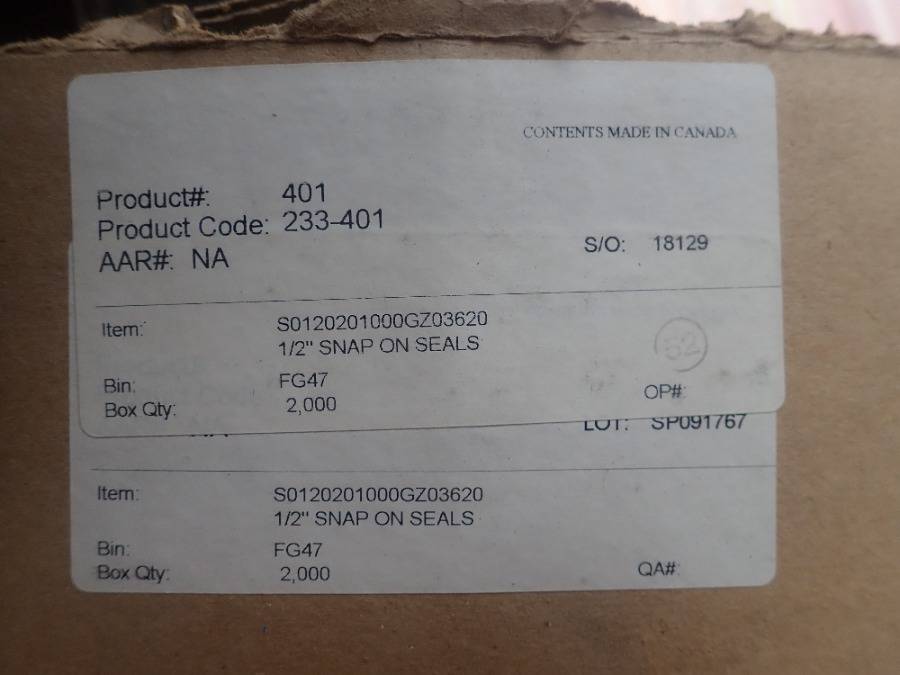 CONTENTS MADE IN CANADA
Product#: 401
Product Code: 233-401
AAR#: NA
S/O: 18129
Item: S0120201000GZ03620
1/2" SNAP ON SEALS
52
Bin: FG47
OP#:
Box Qty: 2,000
LOT: SP091767
Item: S0120201000GZ03620
1/2" SNAP ON SEALS
Bin: FG47
Box Qty: 2,000
QA#: